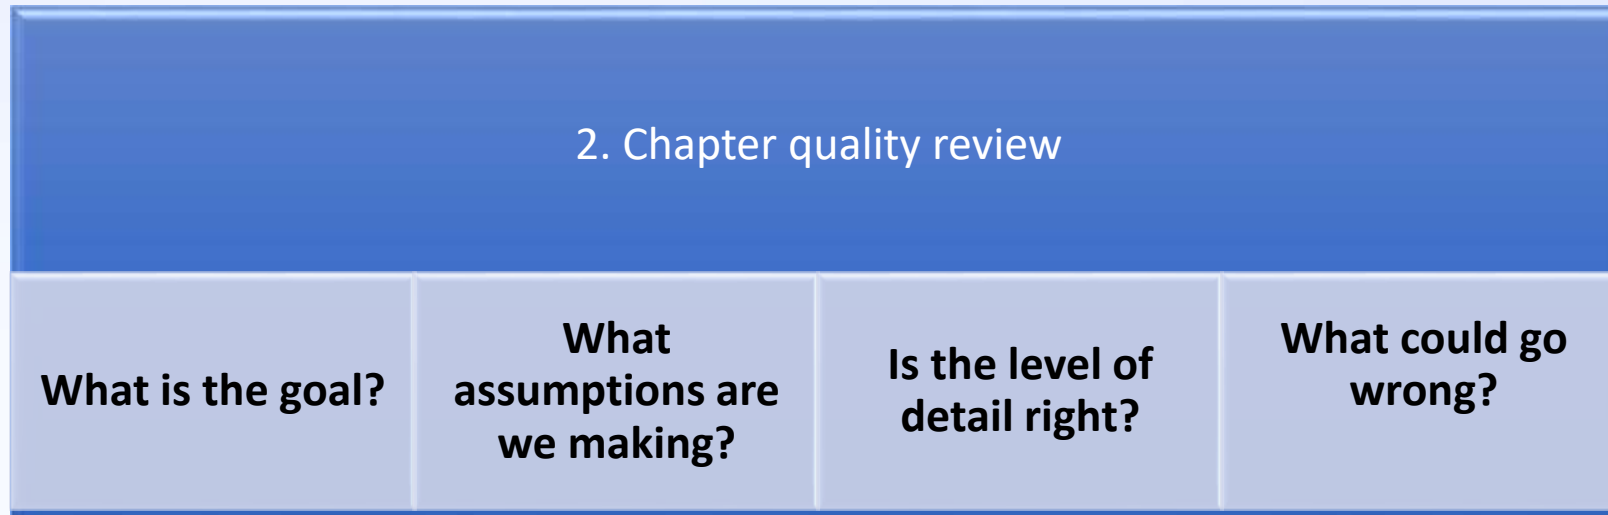 2. Chapter quality review
What is the goal?
What
assumptions are
we making?
Is the level of
detail right?
What could go
wrong?